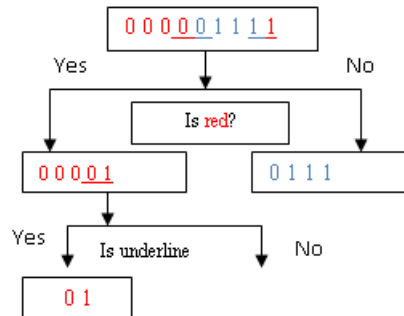 0 0 0 0 0 1 1 1 1
Yes No
Is red?
0 0 0 0 1 0 1 1 1
Yes Is underline No
0 1